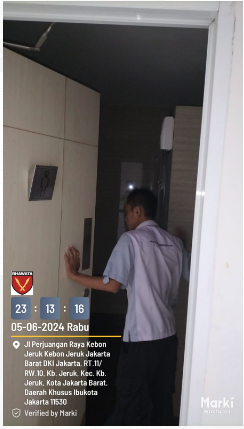 BHAWATA
23 : 13 : 16
05-06-2024 Rabu
Jl Perjuangan Raya Kebon
Jeruk Kebon Jeruk Jakarta
Barat DKI Jakarta, RT.11/
RW.10, Kb. Jeruk, Kec. Kb.
Jeruk, Kota Jakarta Barat,
Daerah Khusus Ibukota
Jakarta 11530
Verified by Marki
Marki